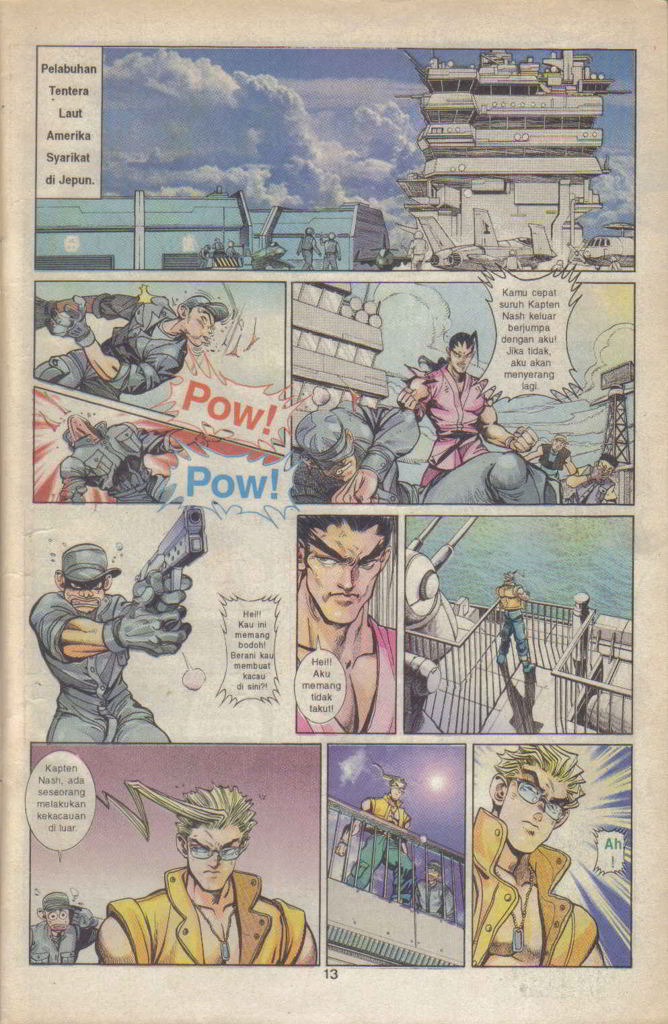 Pelabuhan
Tentera
Laut
Amerika
Syarikat
di Jepun.
Kamu cepat
suruh Kapten
Nash keluar
berjumpa
dengan aku!
Jika tidak,
aku akan
menyerang
lagi.
Pow!
Pow!
Hei!!
Kau ini
memang
bodoh!
Berani kau
membuat
kacau
di sini?!
Hei!!
Aku
memang
tidak
takut!
Kapten
Nash, ada
seseorang
melakukan
kekacauan
di luar.
Ah
!
13